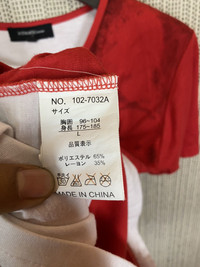 NO. 102-7032A
サイズ
胸囲 96~104
身長 175~185
L
品質表示
ポリエステル 65%
レーヨン 35%
MADE IN CHINA